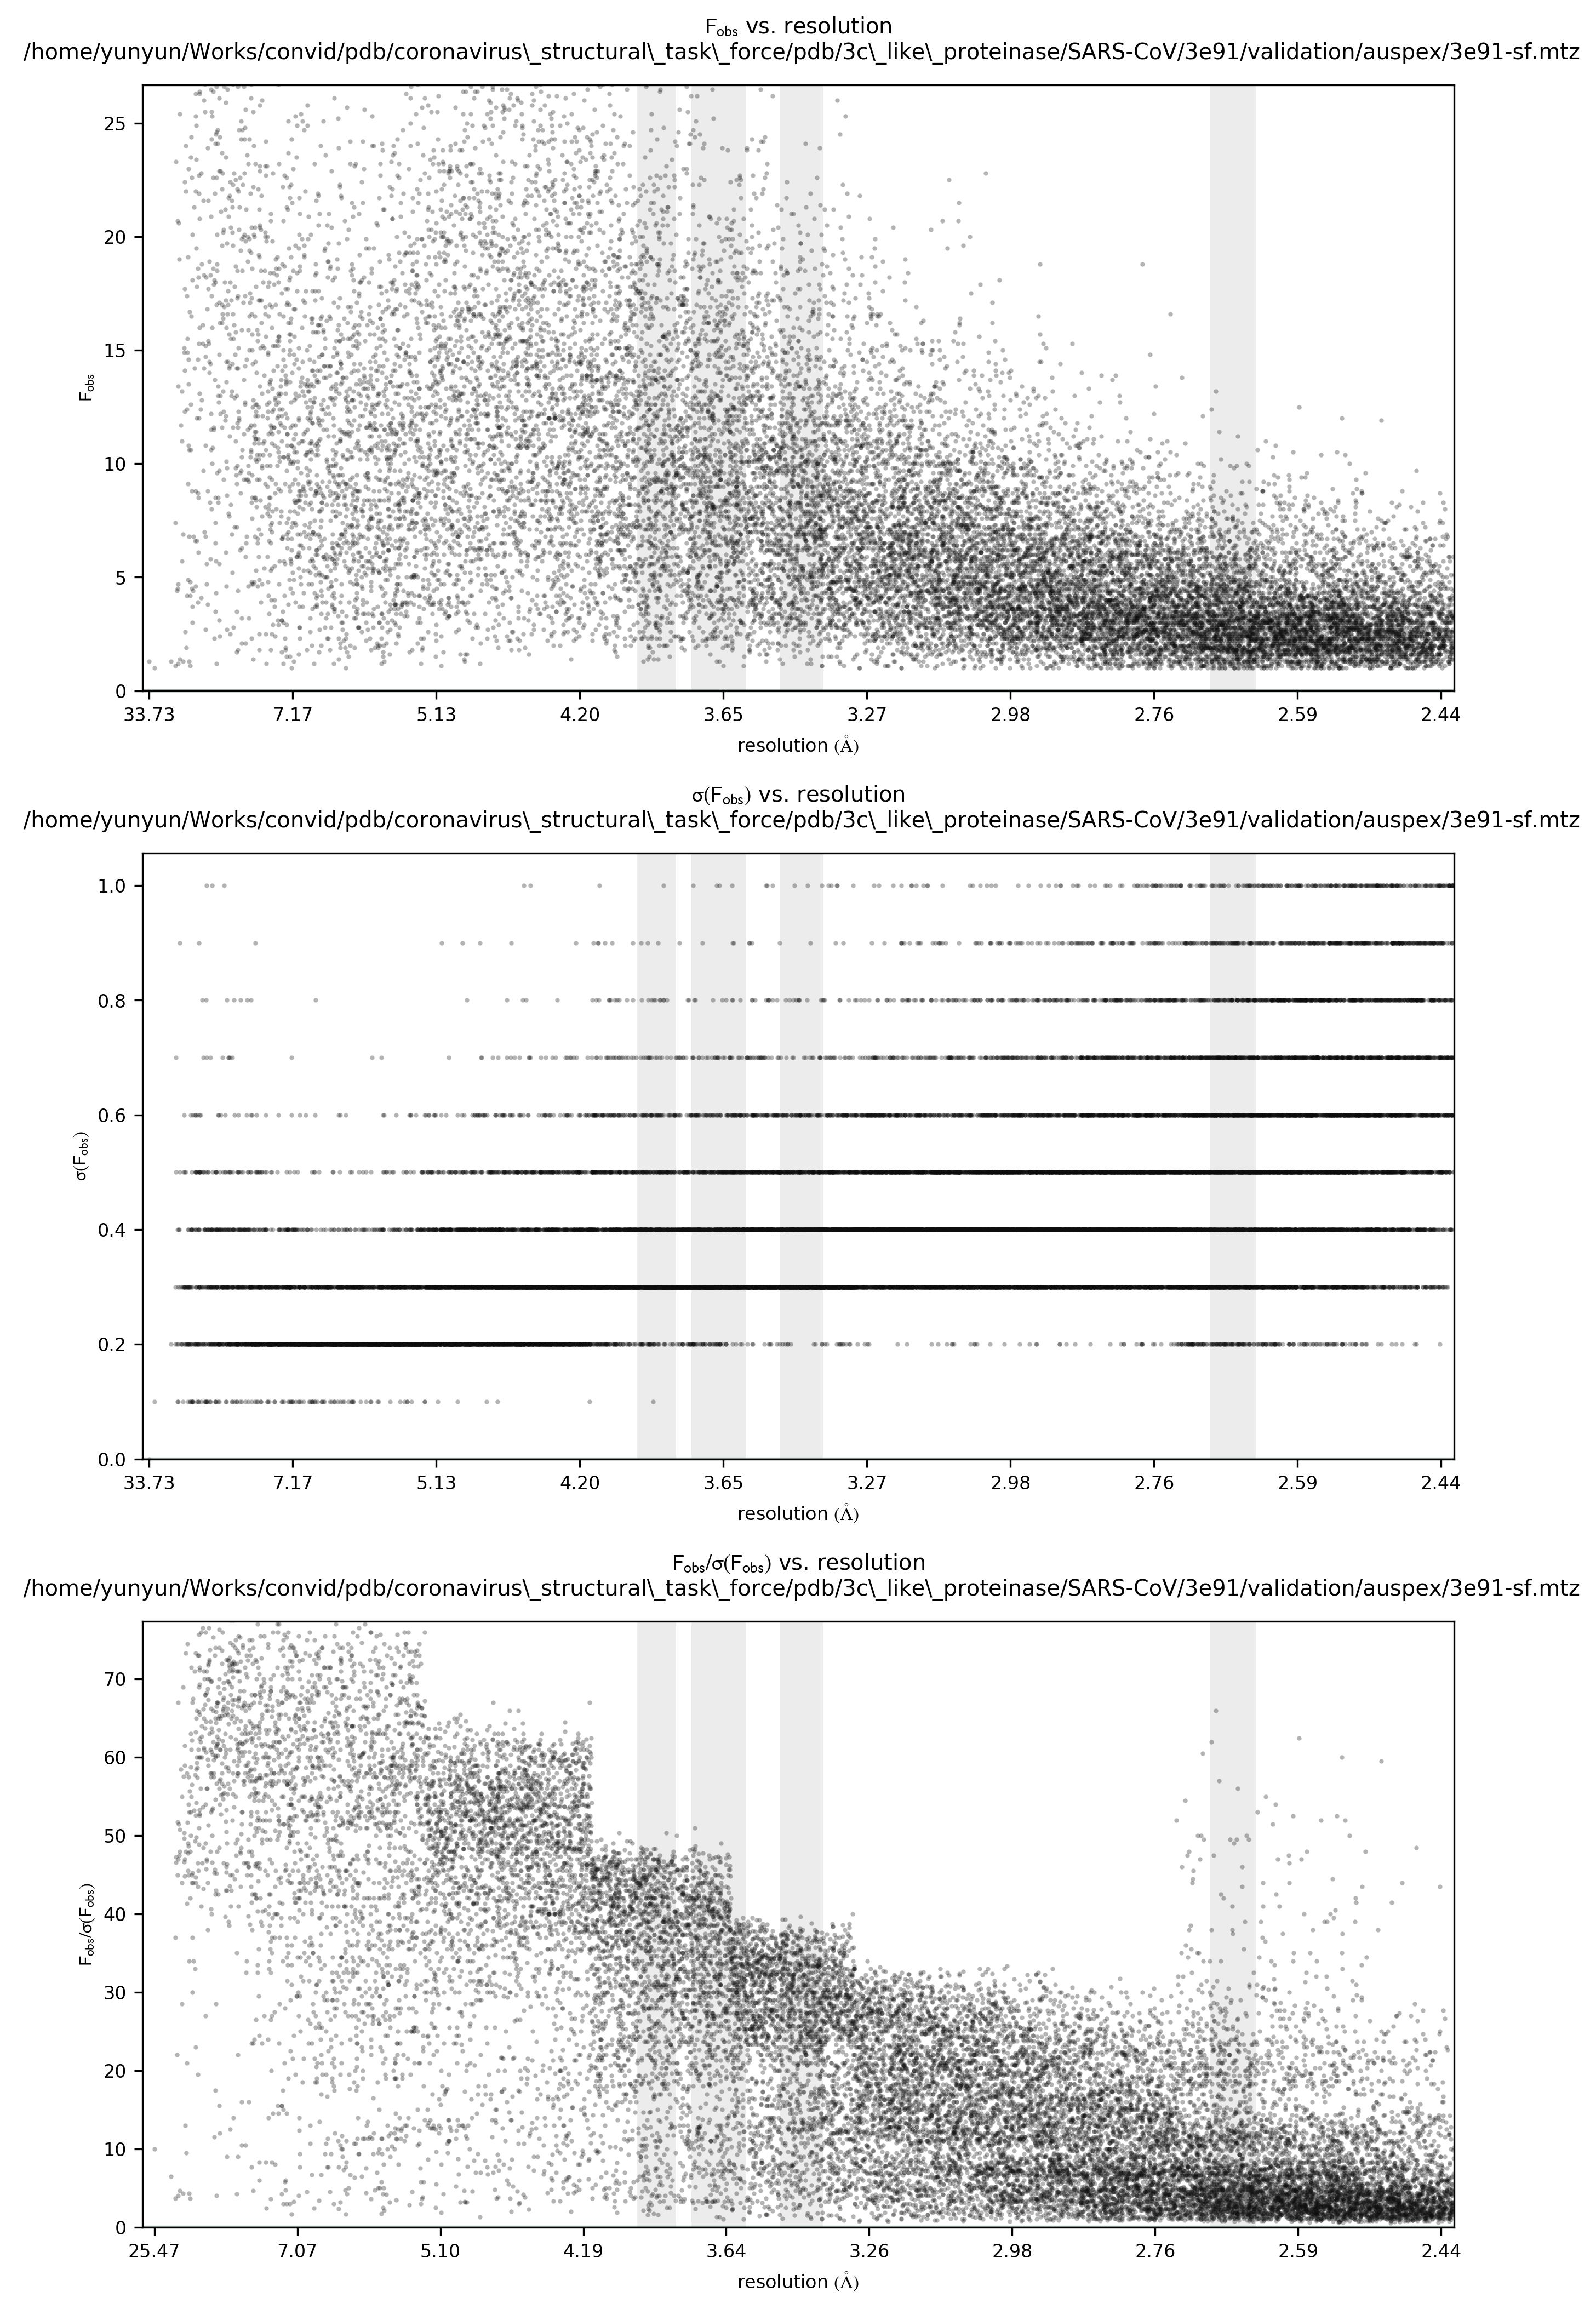 Fobs vs. resolution
/home/yunyun/Works/convid/pdb/coronavirus\_structural\_task\_force/pdb/3c\_like\_proteinase/SARS-CoV/3e91/validation/auspex/3e91-sf.mtz
25
20
15
10
5
0
Fobs
33.73 7.17 5.13 4.20 3.65 3.27 2.98 2.76 2.59 2.44
resolution (Å)
σ(Fobs) vs. resolution
/home/yunyun/Works/convid/pdb/coronavirus\_structural\_task\_force/pdb/3c\_like\_proteinase/SARS-CoV/3e91/validation/auspex/3e91-sf.mtz
1.0
0.8
0.6
0.4
0.2
0.0
σ(Fobs)
33.73 7.17 5.13 4.20 3.65 3.27 2.98 2.76 2.59 2.44
resolution (Å)
Fobs/σ(Fobs) vs. resolution
/home/yunyun/Works/convid/pdb/coronavirus\_structural\_task\_force/pdb/3c\_like\_proteinase/SARS-CoV/3e91/validation/auspex/3e91-sf.mtz
70
60
50
40
30
20
10
0
Fobs/σ(Fobs)
25.47 7.07 5.10 4.19 3.64 3.26 2.98 2.76 2.59 2.44
resolution (Å)